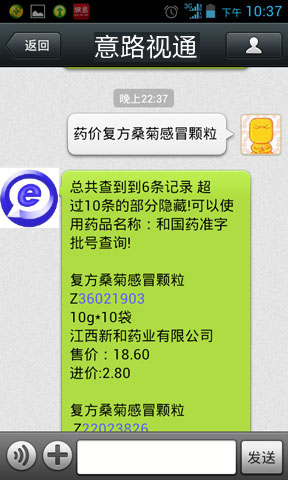 3G 下午 10:37
返回
意路视通
晚上22:37
药价复方桑菊感冒颗粒
总共查到到6条记录 超
过10条的部分隐藏!可以使
用药品名称；和国药准字
批号查询!
复方桑菊感冒颗粒
Z36021903
10g*10袋
江西新和药业有限公司
售价：18.60
进价:2.80
复方桑菊感冒颗粒
Z22023826
发送